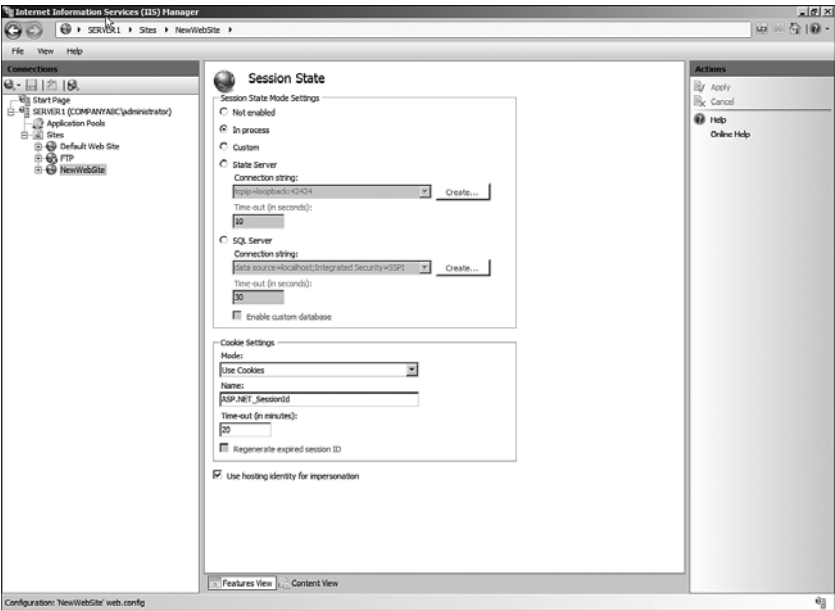 Internet Information Services (IIS) Manager
SERVER1 Sites NewWebSite
File View Help
Connections
Start Page
SERVER1 (COMPANYABC\administrator)
Application Pools
Sites
Default Web Site
FTP
NewWebSite
Session State
Session State Mode Settings
Not enabled
In process
Custom
State Server
Connection string:
tcpip=loopback:42424
Create...
Time-out (in seconds):
10
SQL Server
Connection string:
data source=localhost;Integrated Security=SSPI
Create...
Time-out (in seconds):
30
Enable custom database
Cookie Settings
Mode:
Use Cookies
Name:
ASP.NET_SessionId
Time-out (in minutes):
20
Regenerate expired session ID
Use hosting identity for impersonation
Features View Content View
Actions
Apply
Cancel
Help
Online Help
Configuration: 'NewWebSite' web.config